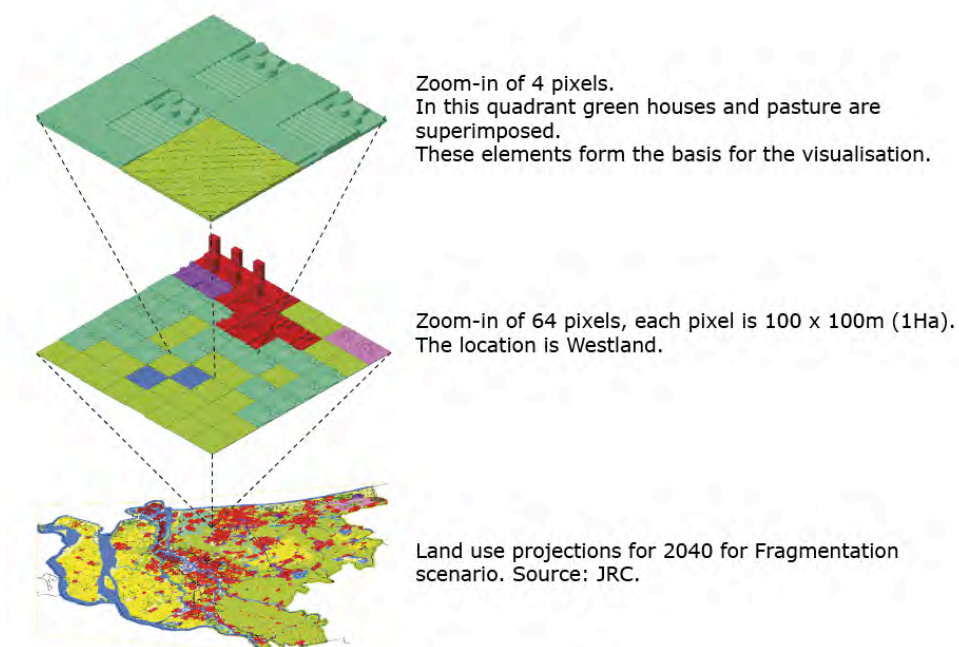 Zoom-in of 4 pixels.
In this quadrant green houses and pasture are
superimposed.
These elements form the basis for the visualisation.
Zoom-in of 64 pixels, each pixel is 100 x 100m (1Ha).
The location is Westland.
Land use projections for 2040 for Fragmentation
scenario. Source: JRC.